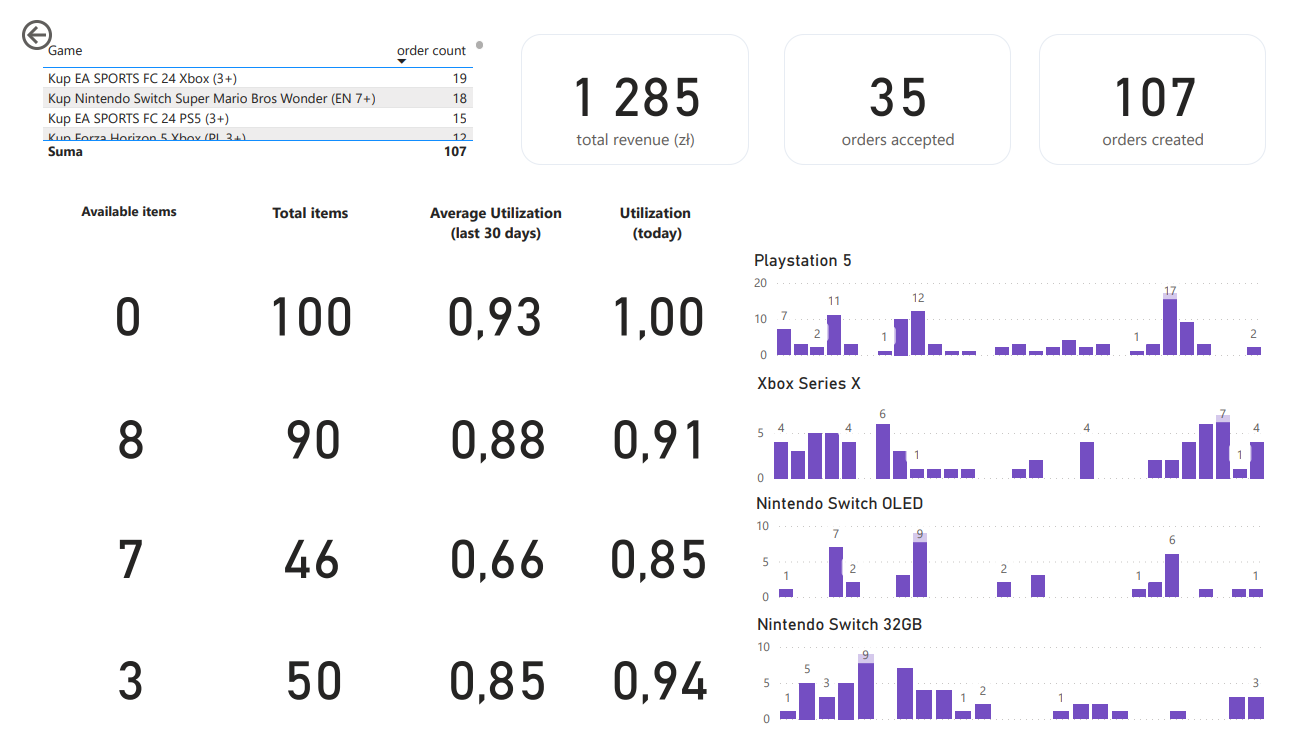 Game order count
Kup EA SPORTS FC 24 Xbox (3+) 19
Kup Nintendo Switch Super Mario Bros Wonder (EN 7+) 18
Kup EA SPORTS FC 24 PS5 (3+) 15
Kup Forza Horizon 5 Xbox (PL 3+) 12
Suma 107
1 285
total revenue (zł)
35
orders accepted
107
orders created
Available items
Total items
Average Utilization
(last 30 days)
Utilization
(today)
0 100 0,93 1,00
8 90 0,88 0,91
7 46 0,66 0,85
3 50 0,85 0,94
Playstation 5
20
10
0
7 2 11 1 12 1 17 2
Xbox Series X
5
0
4 4 6 1 4 7 1 4
Nintendo Switch OLED
10
5
0
1 7 2 9 2 1 6 1
Nintendo Switch 32GB
10
5
0
1 5 3 9 1 2 1 3